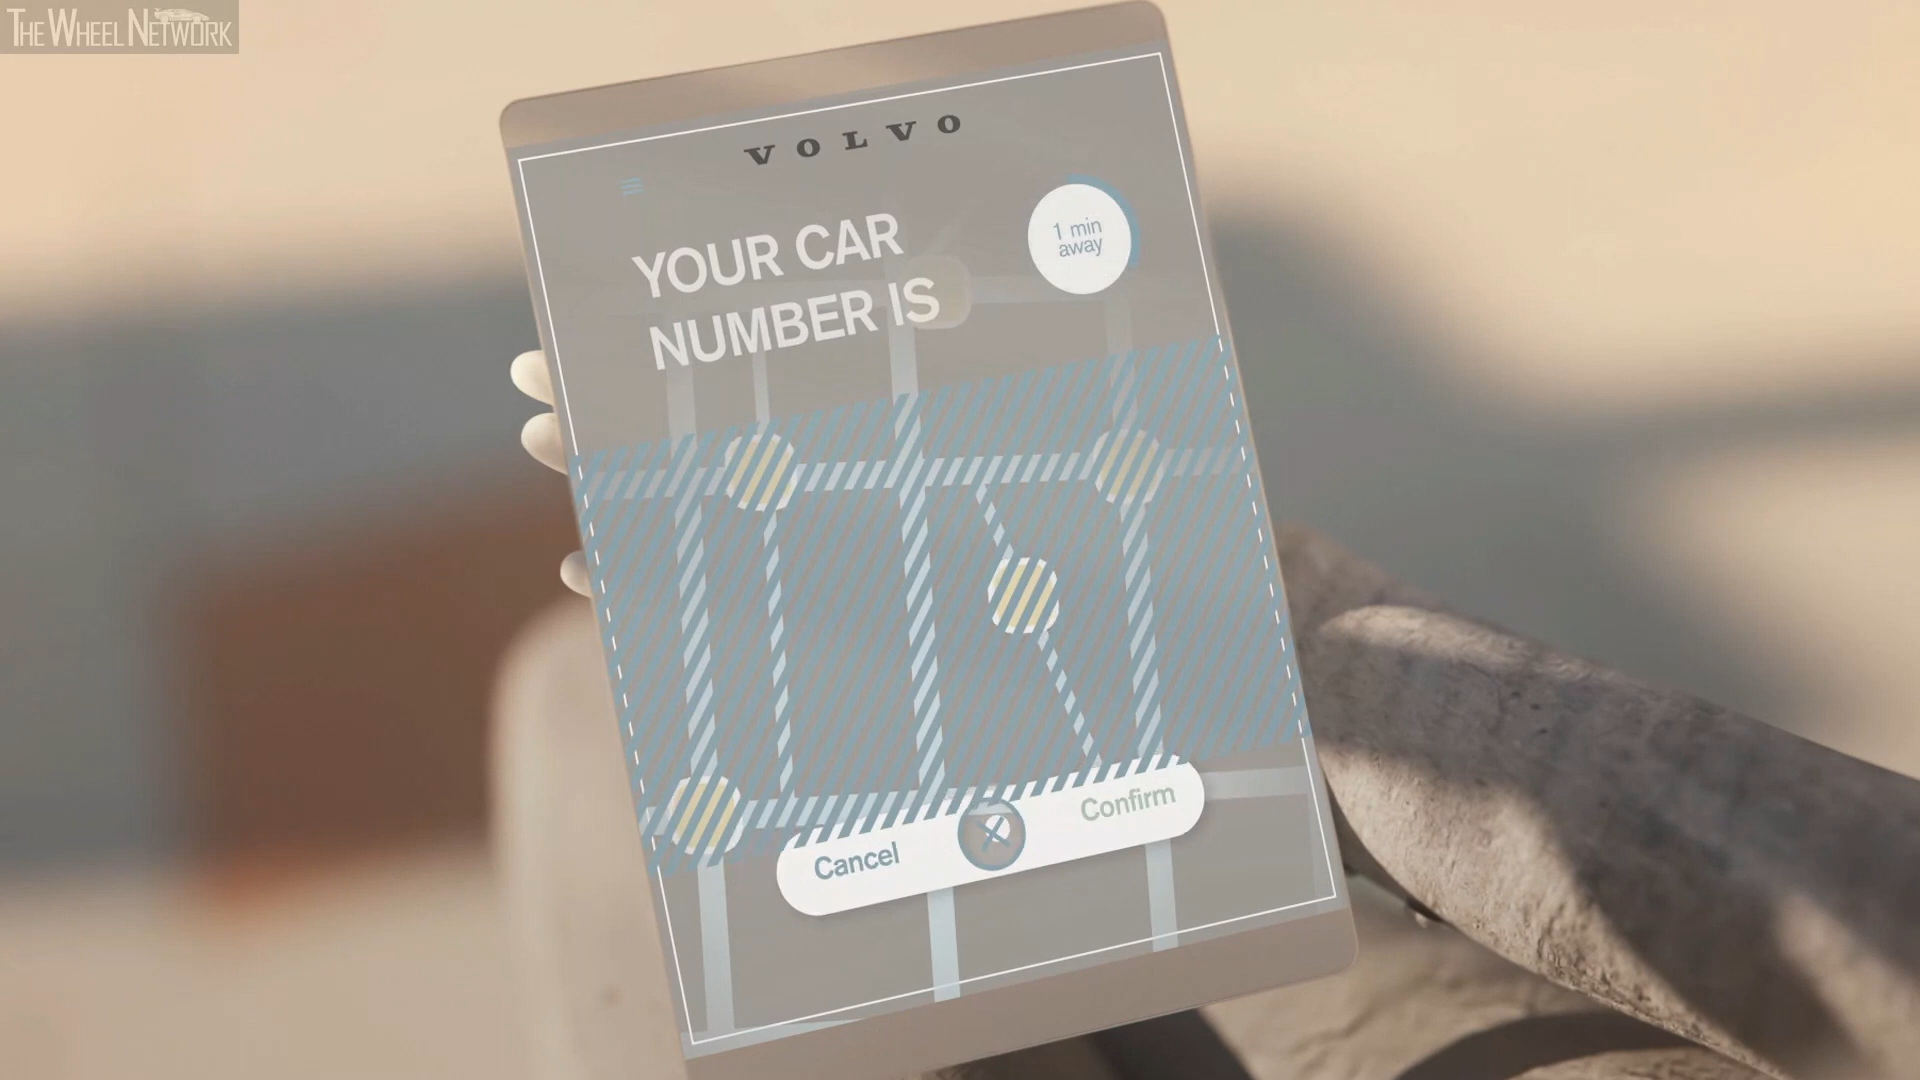 THE WHEEL NETWORK
VOLVO
YOUR CAR
NUMBER IS
1 min
away
Cancel
Confirm